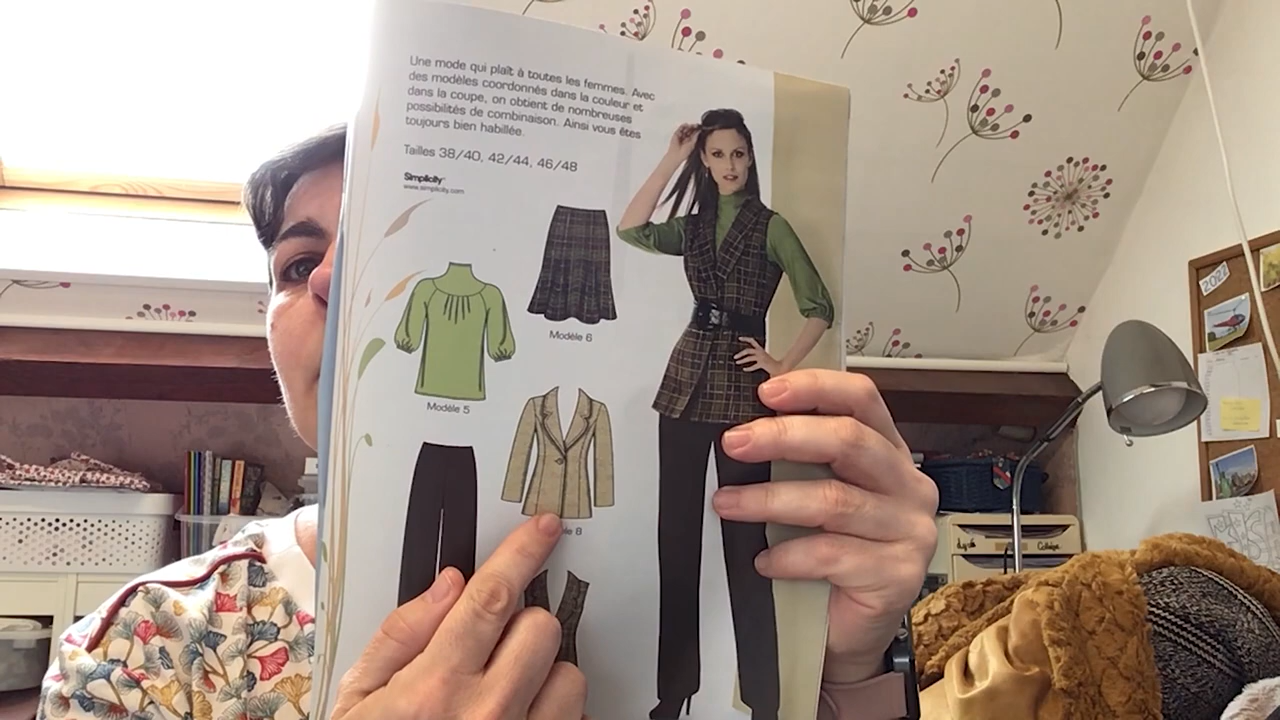 Une mode qui plaît à toutes les femmes. Avec
des modèles coordonnés dans la couleur et
dans la coupe, on obtient de nombreuses
possibilités de combinaison. Ainsi vous êtes
toujours bien habillée.
Tailles 38/40, 42/44, 46/48
Simplicity
www.simplicity.com
Modèle 6
Modèle 5
8
2022